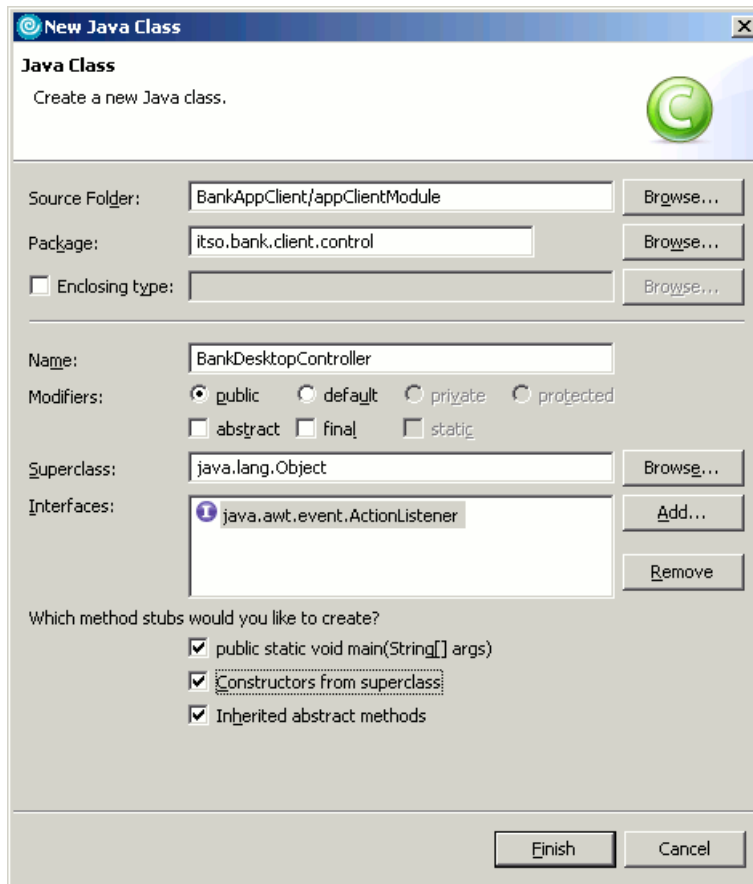 New Java Class
Java Class
Create a new Java class.
C
Source Folder: BankAppClient/appClientModule Browse...
Package: itso.bank.client.control Browse...
Enclosing type: Browse...
Name: BankDesktopController
Modifiers: public default private protected
abstract final static
Superclass: java.lang.Object Browse...
Interfaces: I java.awt.event.ActionListener Add...
Remove
Which method stubs would you like to create?
public static void main(String[] args)
Constructors from superclass
Inherited abstract methods
Finish Cancel